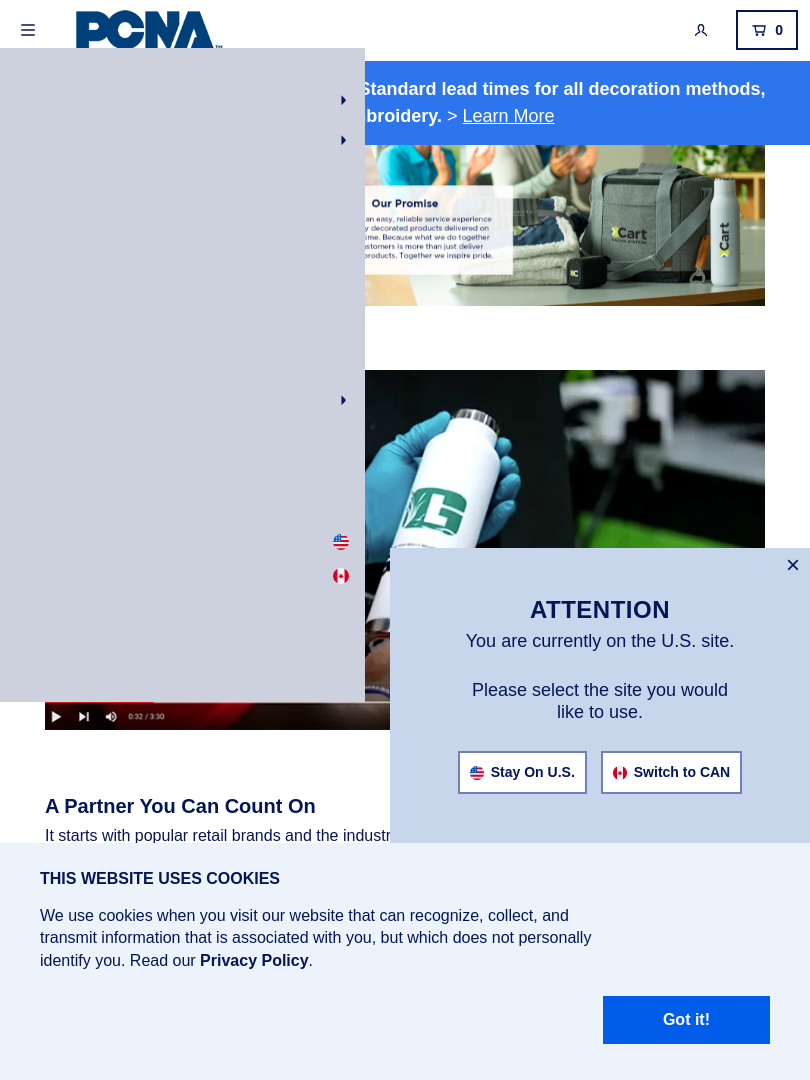 PCNA™
0
Standard lead times for all decoration methods,
broidery. > Learn More
Our Promise
an easy, reliable service experience
y decorated products delivered on
ime. Because what we do together
stomers is more than just deliver
products. Together we inspire pride.
Cart
Cart
G
0:32 / 3:30
ATTENTION
You are currently on the U.S. site.
Please select the site you would
like to use.
Stay On U.S.
Switch to CAN
A Partner You Can Count On
It starts with popular retail brands and the industr
THIS WEBSITE USES COOKIES
We use cookies when you visit our website that can recognize, collect, and
transmit information that is associated with you, but which does not personally
identify you. Read our Privacy Policy.
Got it!